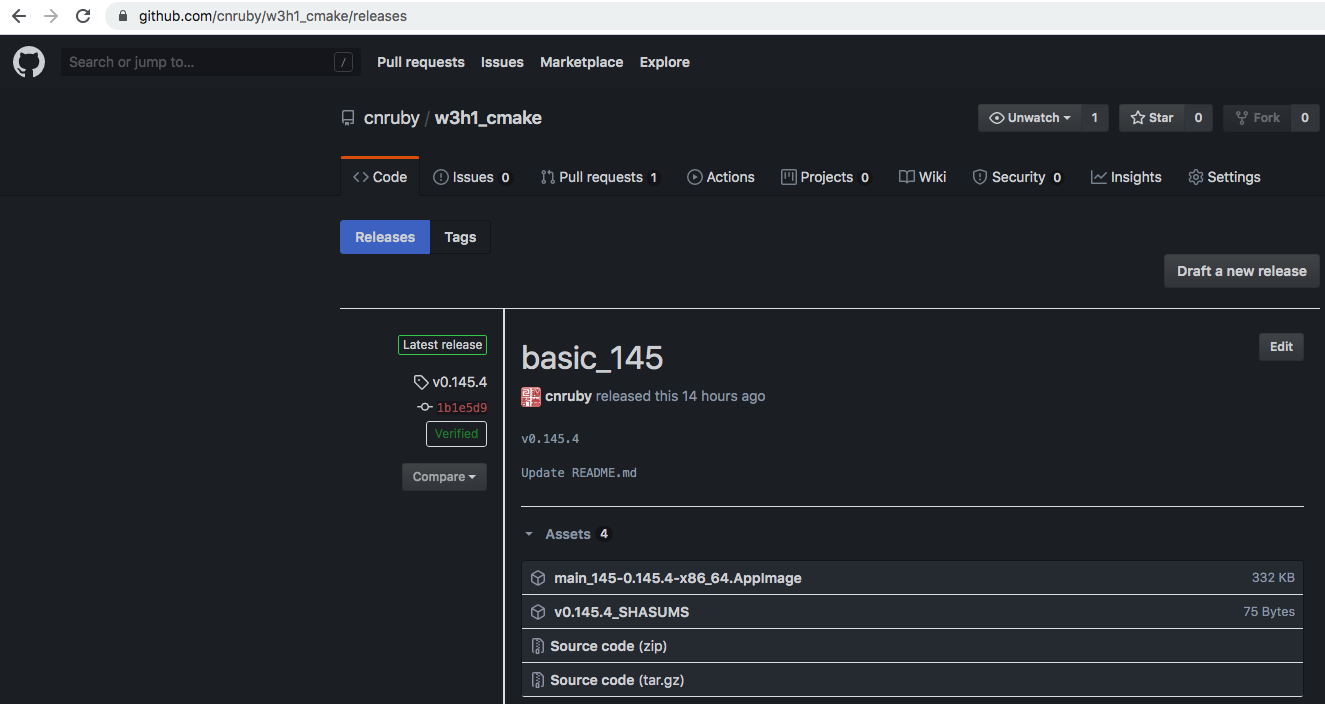 github.com/cnruby/w3h1_cmake/releases
Search or jump to... / Pull requests Issues Marketplace Explore
cnruby / w3h1_cmake Unwatch 1 Star 0 Fork 0
Code Issues 0 Pull requests 1 Actions Projects 0 Wiki Security 0 Insights Settings
Releases Tags
Draft a new release
Latest release
v0.145.4
1b1e5d9
Verified
Compare
basic_145 Edit
cnruby released this 14 hours ago
v0.145.4
Update README.md
Assets 4
main_145-0.145.4-x86_64.AppImage 332 KB
v0.145.4_SHASUMS 75 Bytes
Source code (zip)
Source code (tar.gz)